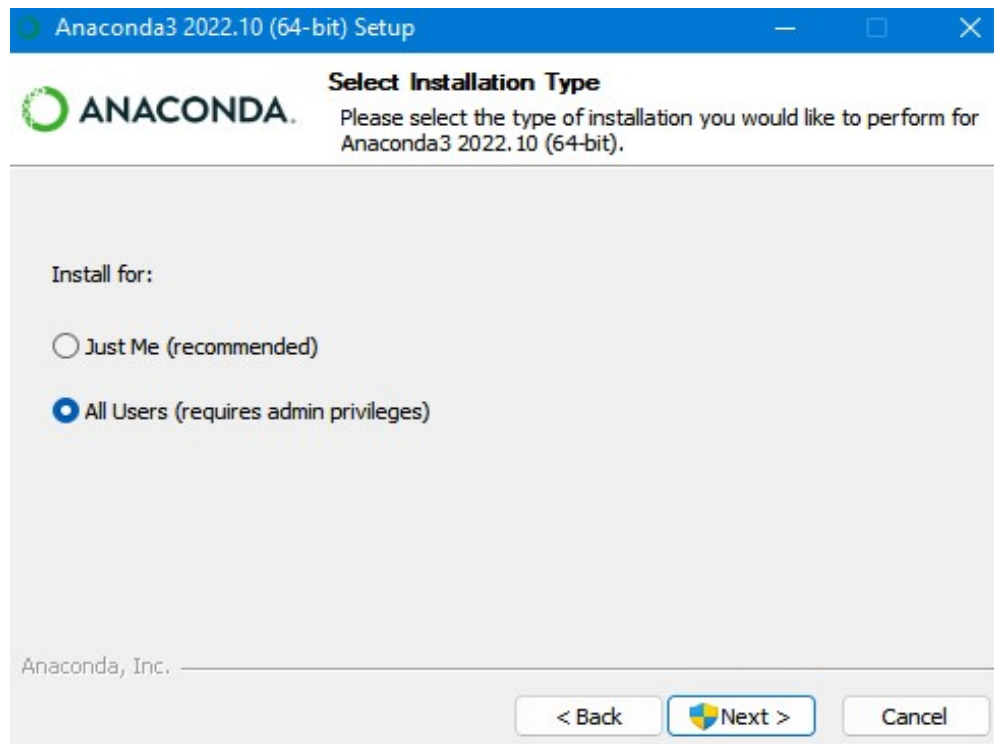 Anaconda3 2022.10 (64-bit) Setup
ANACONDA.
Select Installation Type
Please select the type of installation you would like to perform for
Anaconda3 2022.10 (64-bit).
Install for:
Just Me (recommended)
All Users (requires admin privileges)
Anaconda, Inc.
< Back
Next >
Cancel